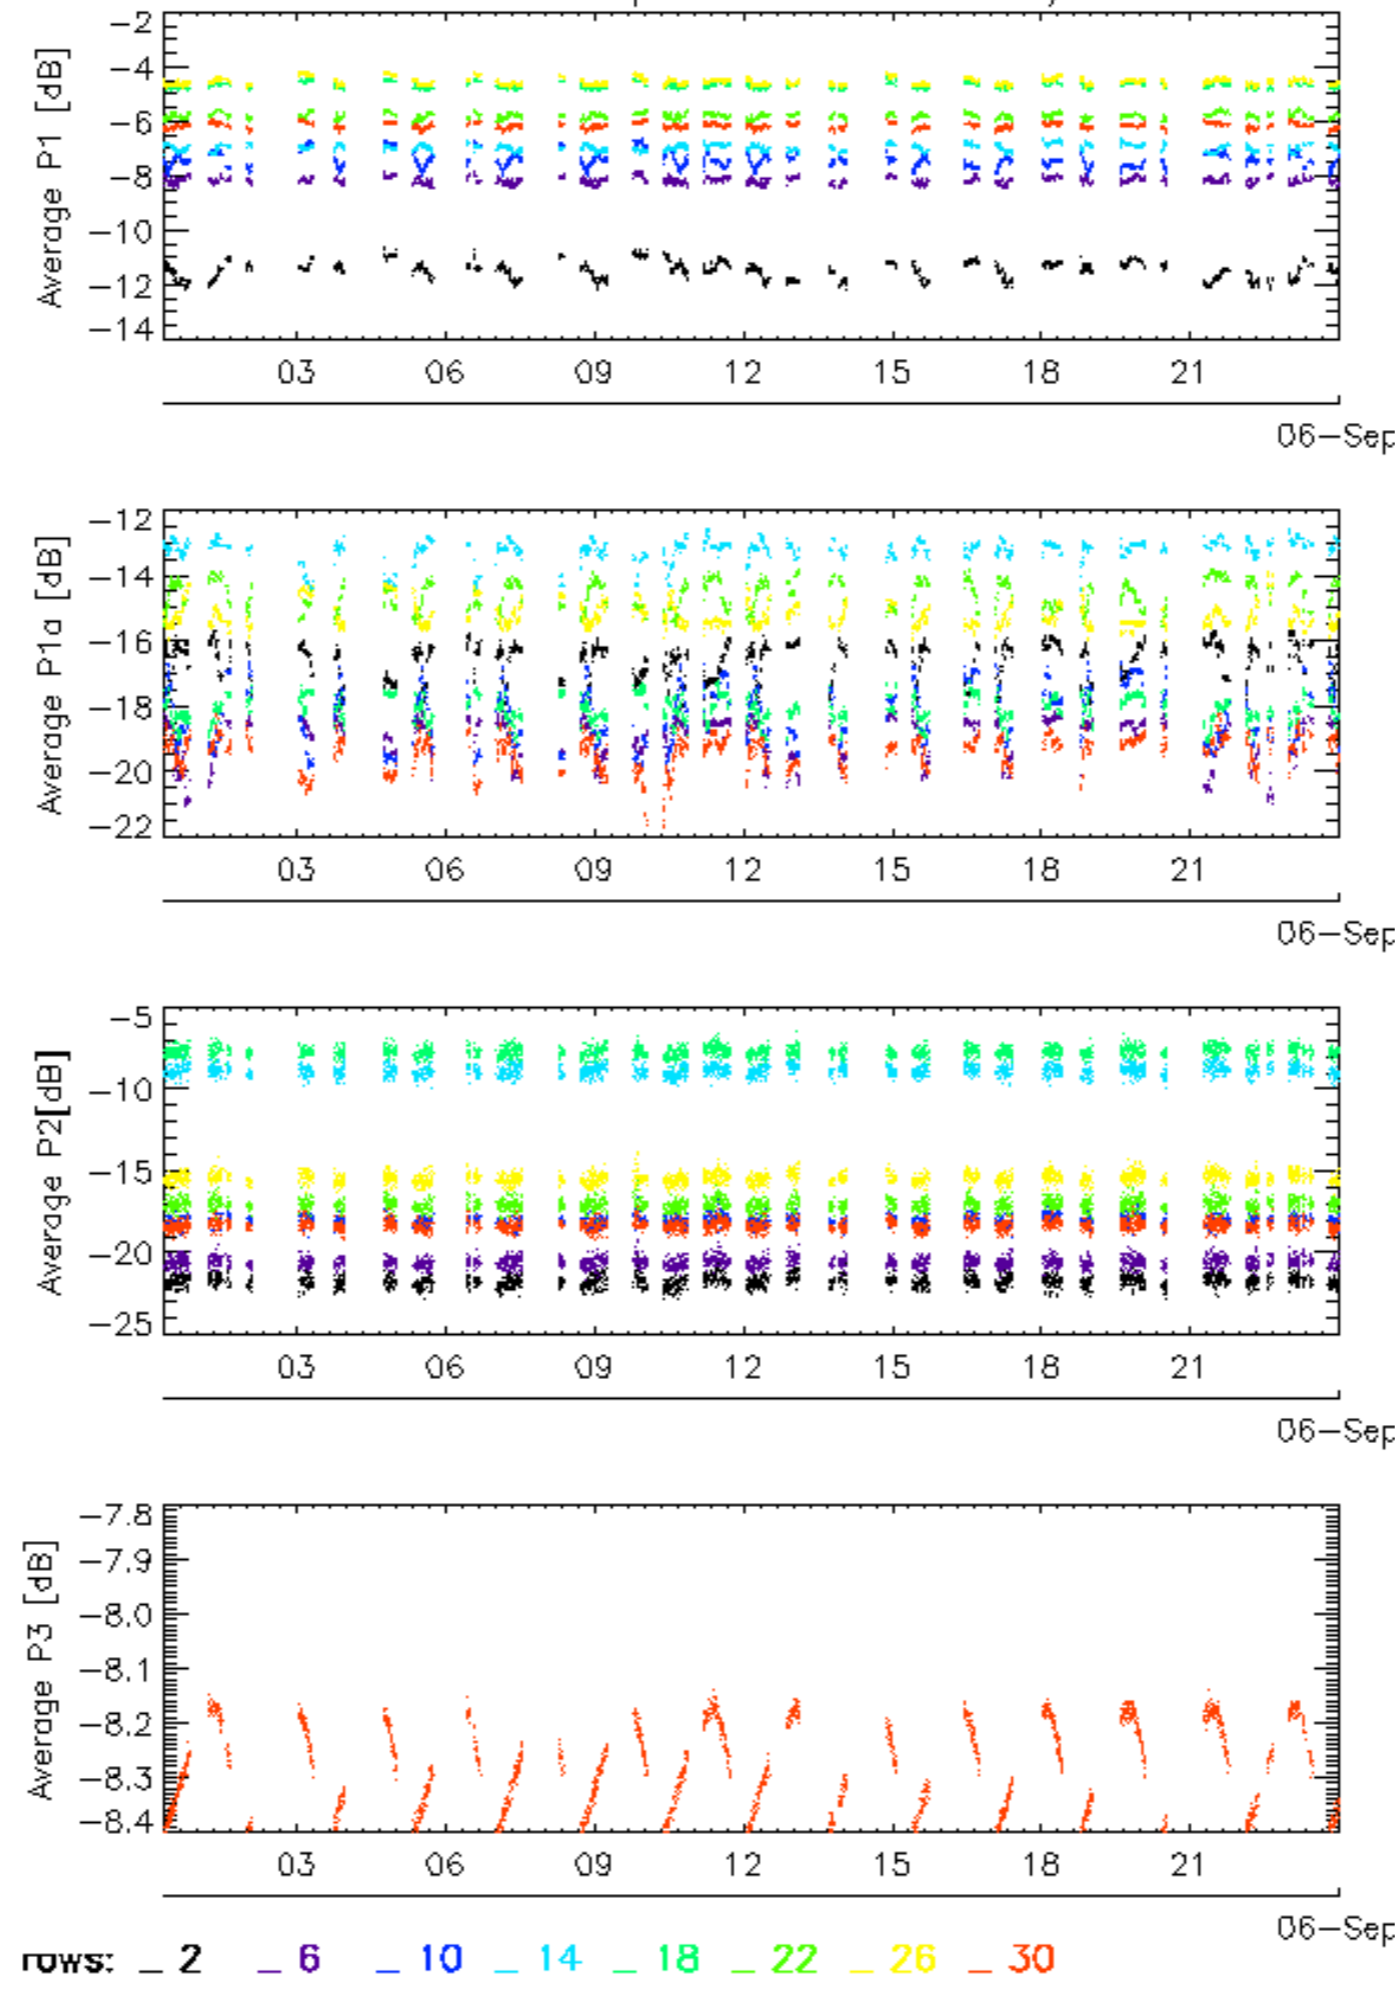 −2
−4
−6
−8
−10
−12
−14
Average P1 [dB]
03 06 09 12 15 18 21
06−Sep
−12
−14
−16
−18
−20
−22
Average P1a [dB]
03 06 09 12 15 18 21
06−Sep
−5
−10
−15
−20
−25
Average P2[dB]
03 06 09 12 15 18 21
06−Sep
−7.8
−7.9
−8.0
−8.1
−8.2
−8.3
−8.4
Average P3 [dB]
03 06 09 12 15 18 21
06−Sep
rows: _ 2 _ 6 _ 10 _ 14 _ 18 _ 22 _ 26 _ 30